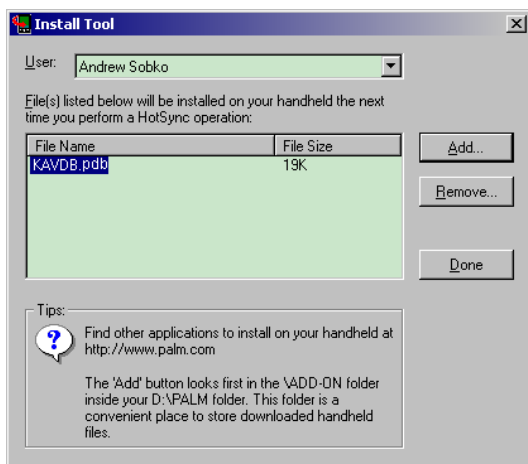 Install Tool
User: Andrew Sobko
File(s) listed below will be installed on your handheld the next
time you perform a HotSync operation:
File Name File Size
KAVDB.pdb 19K
Add...
Remove...
Done
Tips:
Find other applications to install on your handheld at
http://www.palm.com
The 'Add' button looks first in the \ADD-ON folder
inside your D:\PALM folder. This folder is a
convenient place to store downloaded handheld
files.